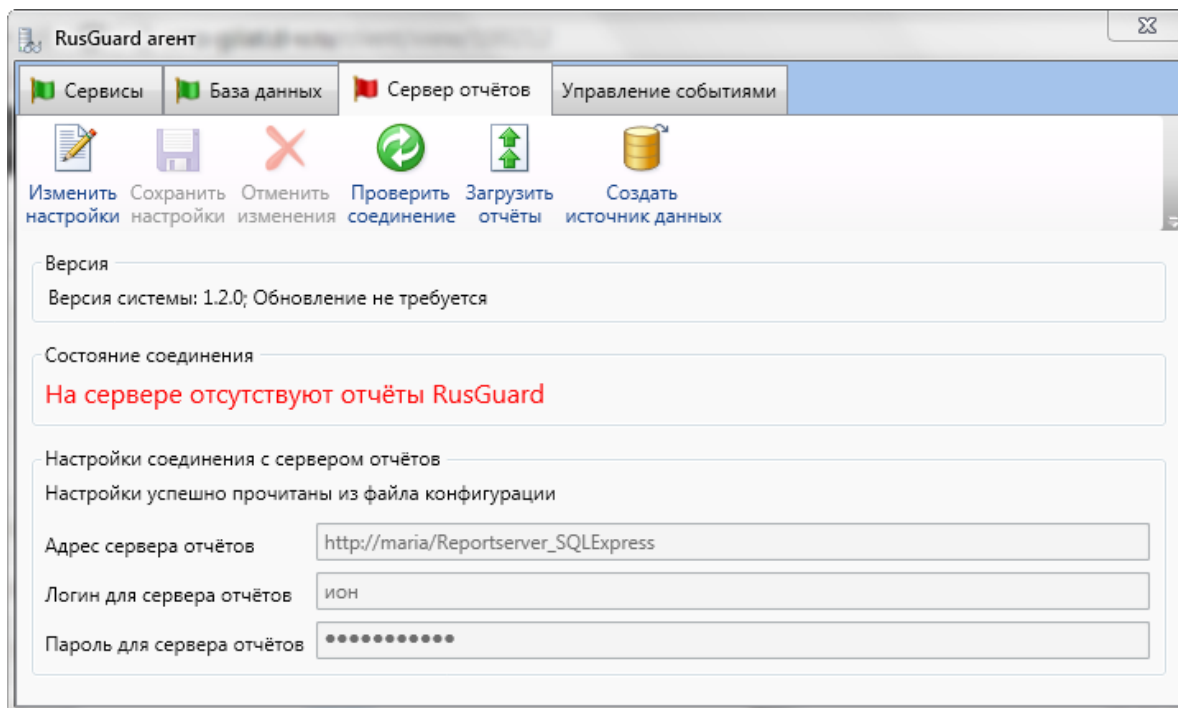 RusGuard агент
Сервисы
База данных
Сервер отчётов
Управление событиями
Изменить настройки
Сохранить настройки
Отменить изменения
Проверить соединение
Загрузить отчёты
Создать источник данных
Версия
Версия системы: 1.2.0; Обновление не требуется
Состояние соединения
На сервере отсутствуют отчёты RusGuard
Настройки соединения с сервером отчётов
Настройки успешно прочитаны из файла конфигурации
Адрес сервера отчётов
http://maria/Reportserver_SQLExpress
Логин для сервера отчётов
ион
Пароль для сервера отчётов
•••••••••••